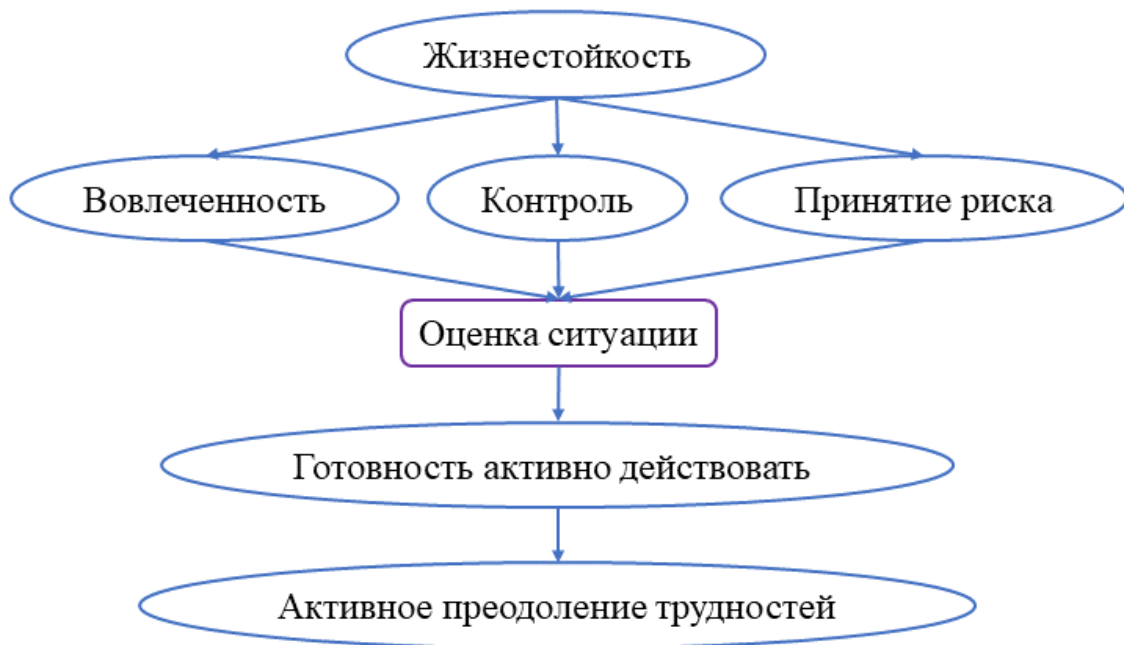 Жизнестойкость
Вовлеченность
Контроль
Принятие риска
Оценка ситуации
Готовность активно действовать
Активное преодоление трудностей